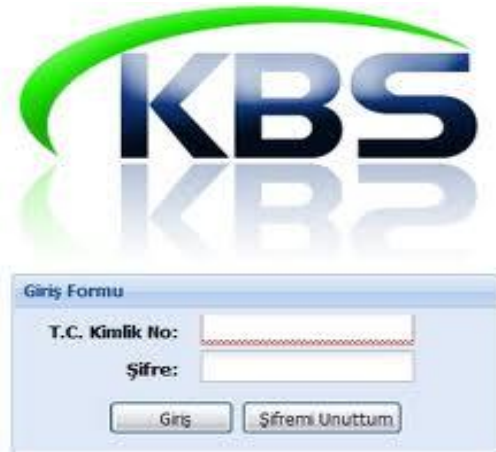 KBS
Giriş Formu
T.C. Kimlik No:
Şifre:
Giriş Şifremi Unuttum